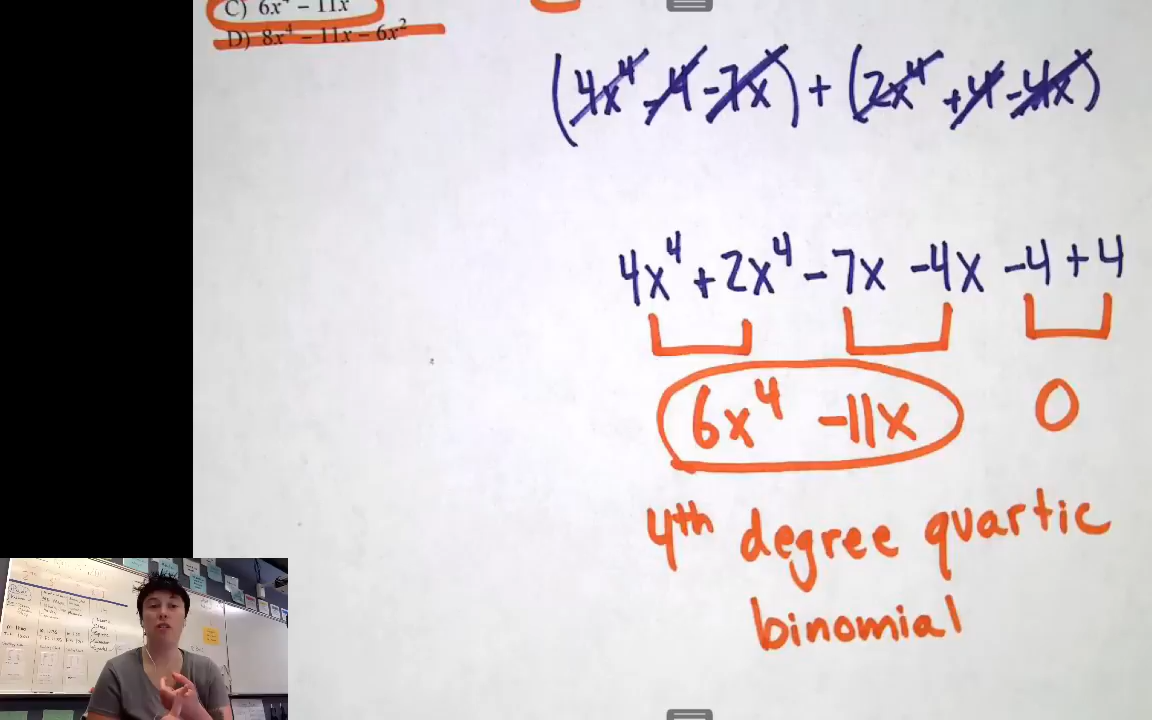 C) 6x⁴ – 11x
D) 8x⁴ – 11x – 6x²
(4x⁴ -4 -7x) + (2x⁴ +4 -4x)
4x⁴ + 2x⁴ -7x -4x -4 +4
6x⁴ -11x 0
4th degree quartic
binomial